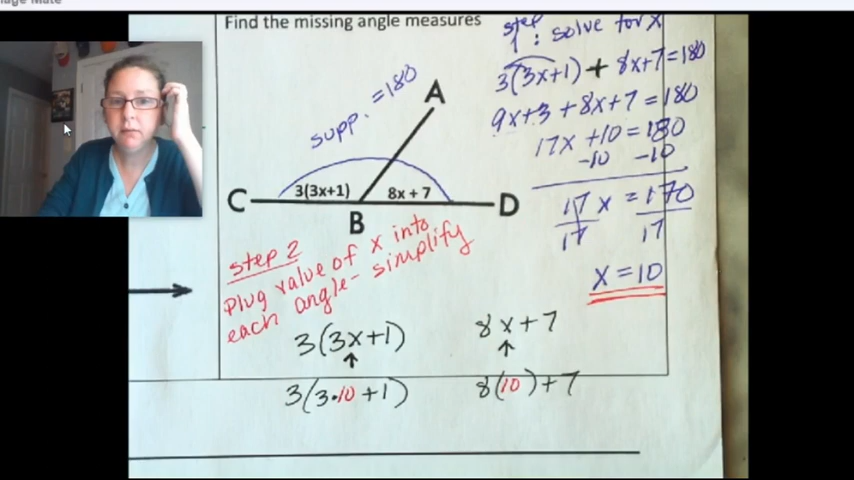 Find the missing angle measures
step
1: solve for x
3(3x+1) + 8x+7=180
9x+3 + 8x+7 = 180
17x +10 = 180
-10 -10
17x = 170
17 17
x = 10
supp. = 180
A
C
3(3x+1)
8x + 7
D
B
step 2
plug value of x into
each angle - simplify
3(3x+1)
8x+7
↑ ↑
3(3•10 +1)
8(10)+7